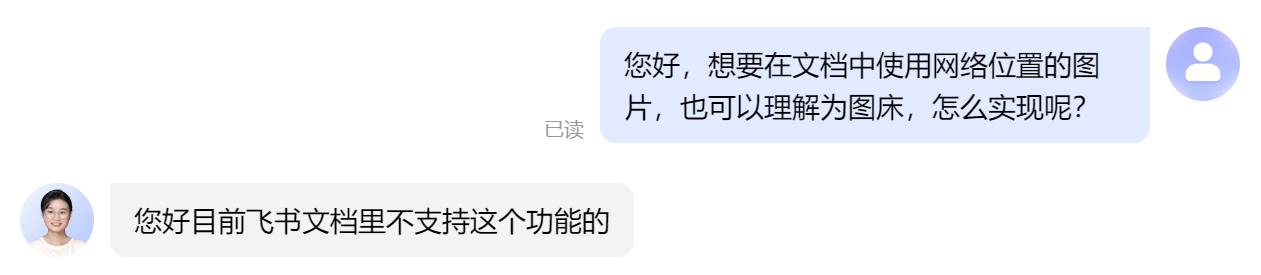 您好，想要在文档中使用网络位置的图
片，也可以理解为图床，怎么实现呢？
已读
您好目前飞书文档里不支持这个功能的